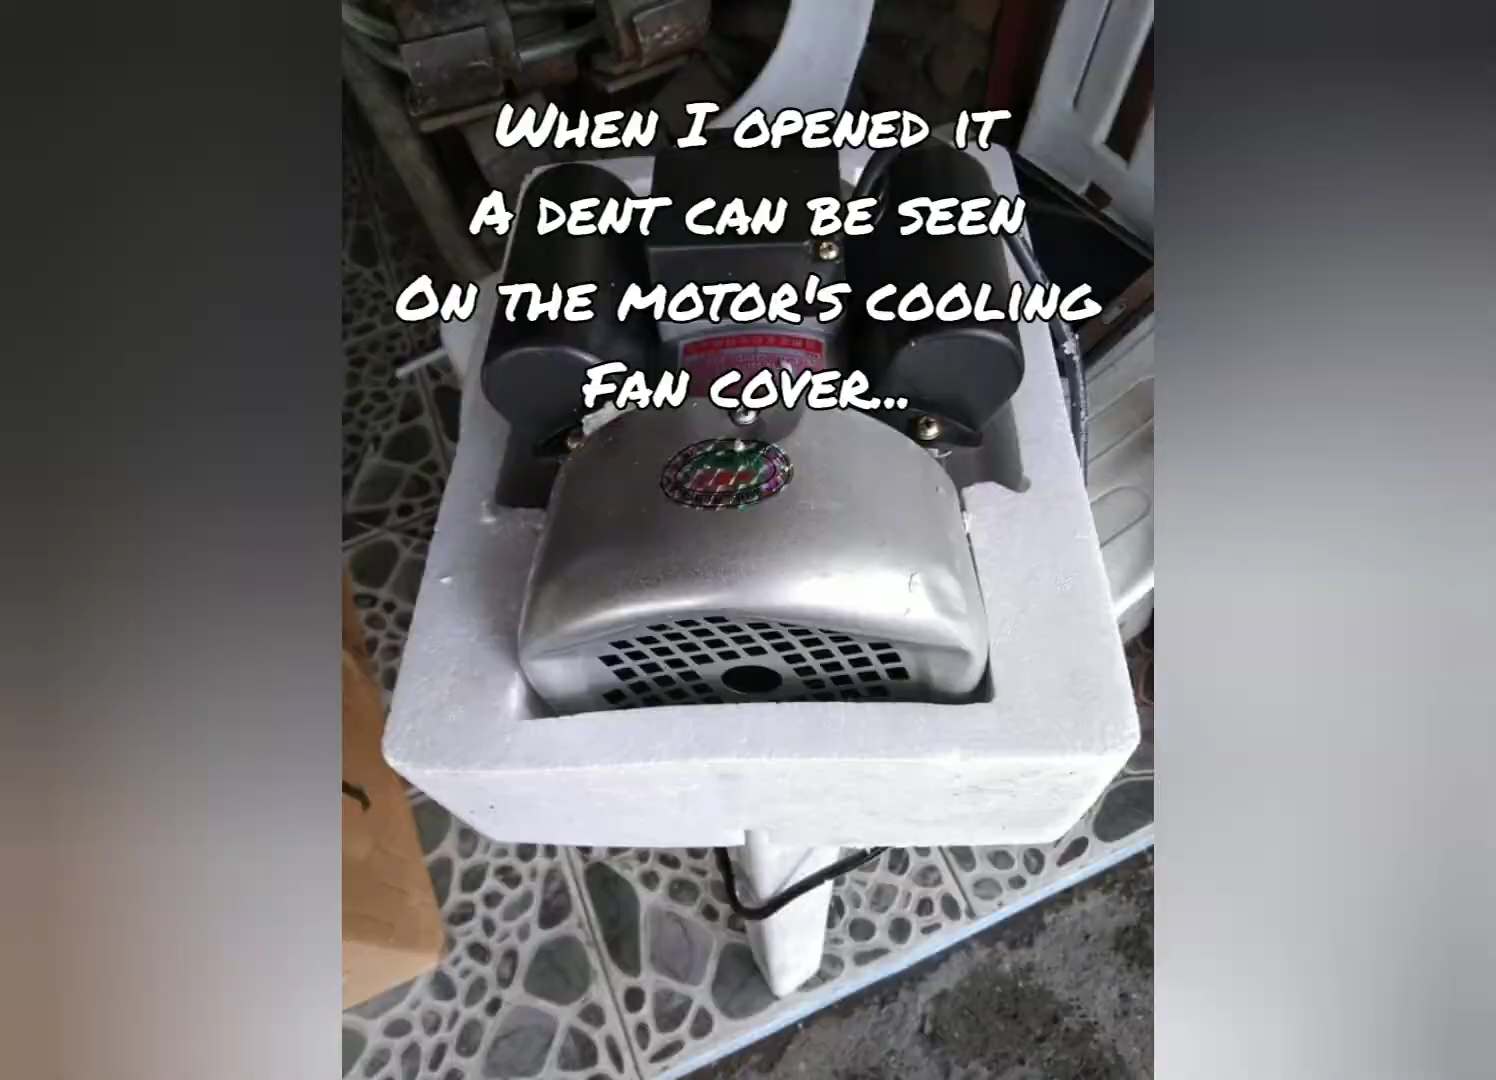 When I opened it
A dent can be seen
On the motor's cooling
Fan cover...